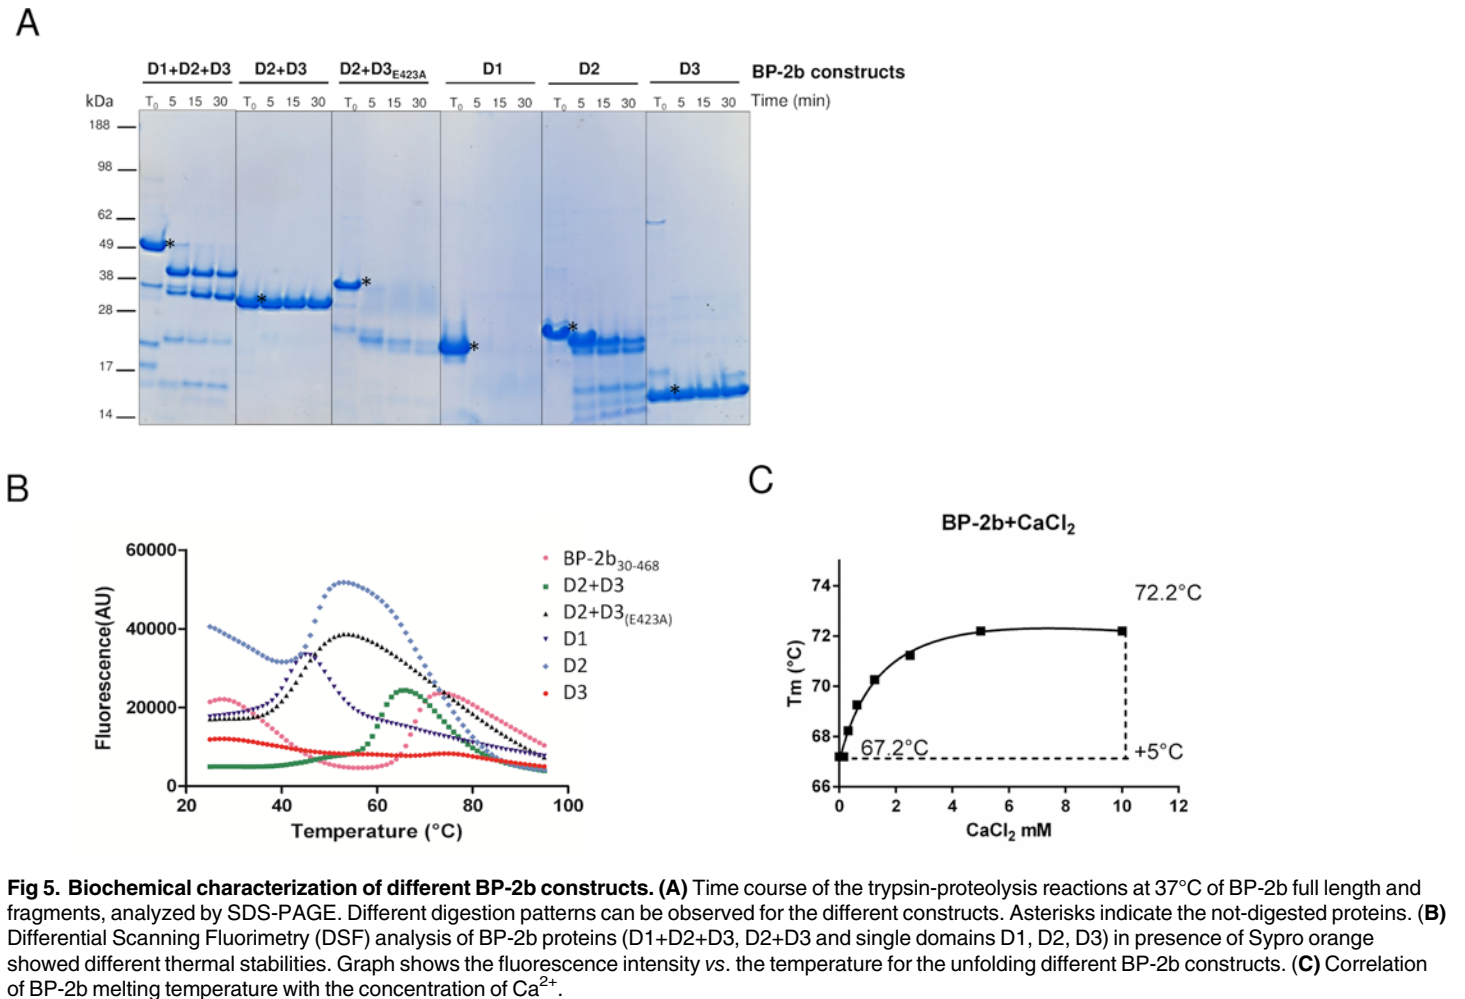 A
D1+D2+D3 D2+D3 D2+D3E423A D1 D2 D3 BP-2b constructs
kDa T0 5 15 30 T0 5 15 30 T0 5 15 30 T0 5 15 30 T0 5 15 30 T0 5 15 30 Time (min)
188
98
62
49 *
38 *
28 * *
* 
17 *
14
B
C
BP-2b+CaCl2
60000
40000
20000
0
Fluorescence(AU)
20 40 60 80 100
Temperature (°C)
BP-2b30-468
D2+D3
D2+D3(E423A)
D1
D2
D3
74
72
70
68
66
Tm (°C)
72.2°C
67.2°C
+5°C
0 2 4 6 8 10 12
CaCl2 mM
Fig 5. Biochemical characterization of different BP-2b constructs. (A) Time course of the trypsin-proteolysis reactions at 37°C of BP-2b full length and
fragments, analyzed by SDS-PAGE. Different digestion patterns can be observed for the different constructs. Asterisks indicate the not-digested proteins. (B)
Differential Scanning Fluorimetry (DSF) analysis of BP-2b proteins (D1+D2+D3, D2+D3 and single domains D1, D2, D3) in presence of Sypro orange
showed different thermal stabilities. Graph shows the fluorescence intensity vs. the temperature for the unfolding different BP-2b constructs. (C) Correlation
of BP-2b melting temperature with the concentration of Ca2+.